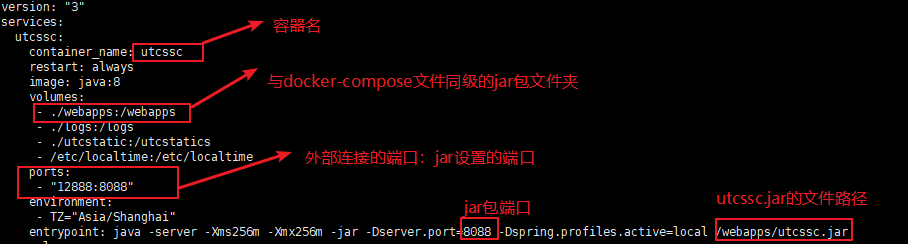 version: "3"
services:
utcssc:
container_name: utcssc
容器名
restart: always
image: java:8
与docker-compose文件同级的jar包文件夹
volumes:
- ./webapps:/webapps
- ./logs:/logs
- ./utcstatic:/utcstatics
- /etc/localtime:/etc/localtime
外部连接的端口：jar设置的端口
ports:
- "12888:8088"
environment:
- TZ="Asia/Shanghai"
jar包端口
utcssc.jar的文件路径
entrypoint: java -server -Xms256m -Xmx256m -jar -Dserver.port=8088 -Dspring.profiles.active=local /webapps/utcssc.jar